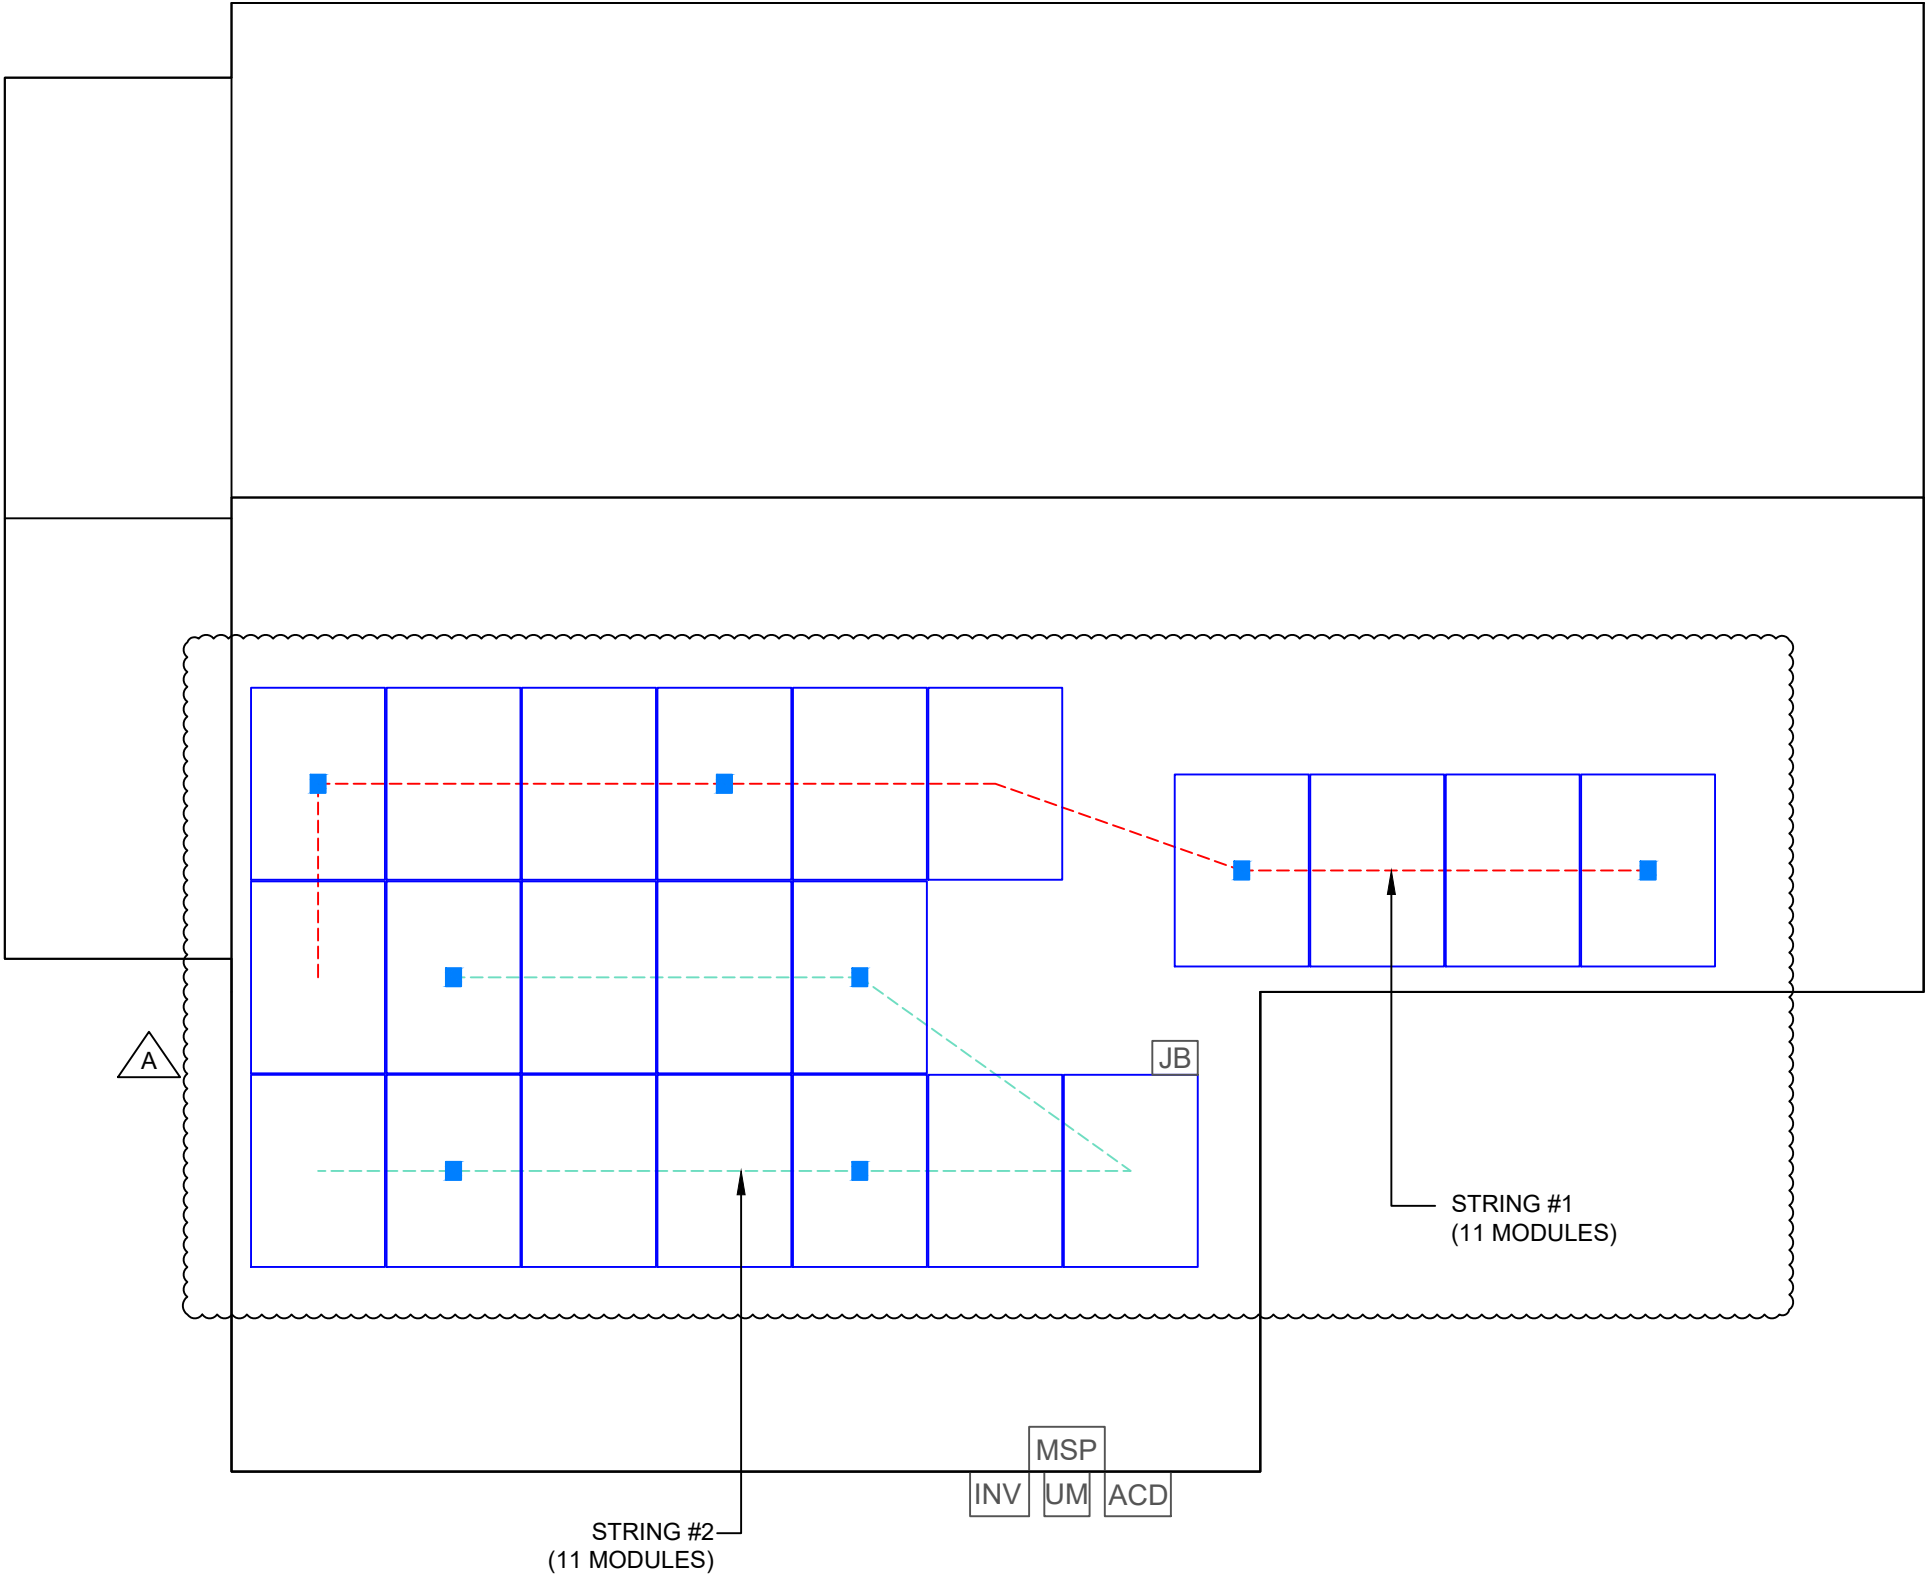 A
JB
STRING #1
(11 MODULES)
MSP
INV
UM
ACD
STRING #2
(11 MODULES)